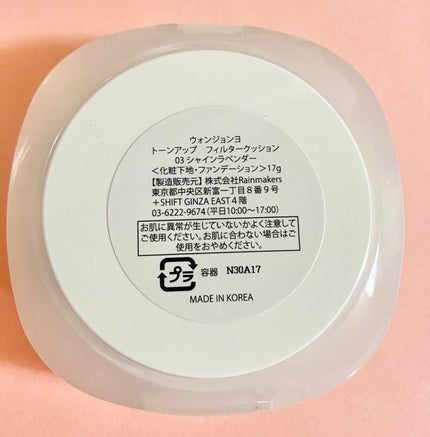 ウォンジョンヨ
トーンアップ　フィルタークッション
03 シャインラベンダー
＜化粧下地・ファンデーション＞17g
【製造販売元】株式会社Rainmakers
東京都中央区新富一丁目８番９号
＋SHIFT GINZA EAST４階
03-6222-9674（平日10:00～17:00）
お肌に異常が生じていないかよく注意して
ご使用ください。お肌に合わない場合はご
使用をおやめください。
プラ 容器 N30A17
MADE IN KOREA